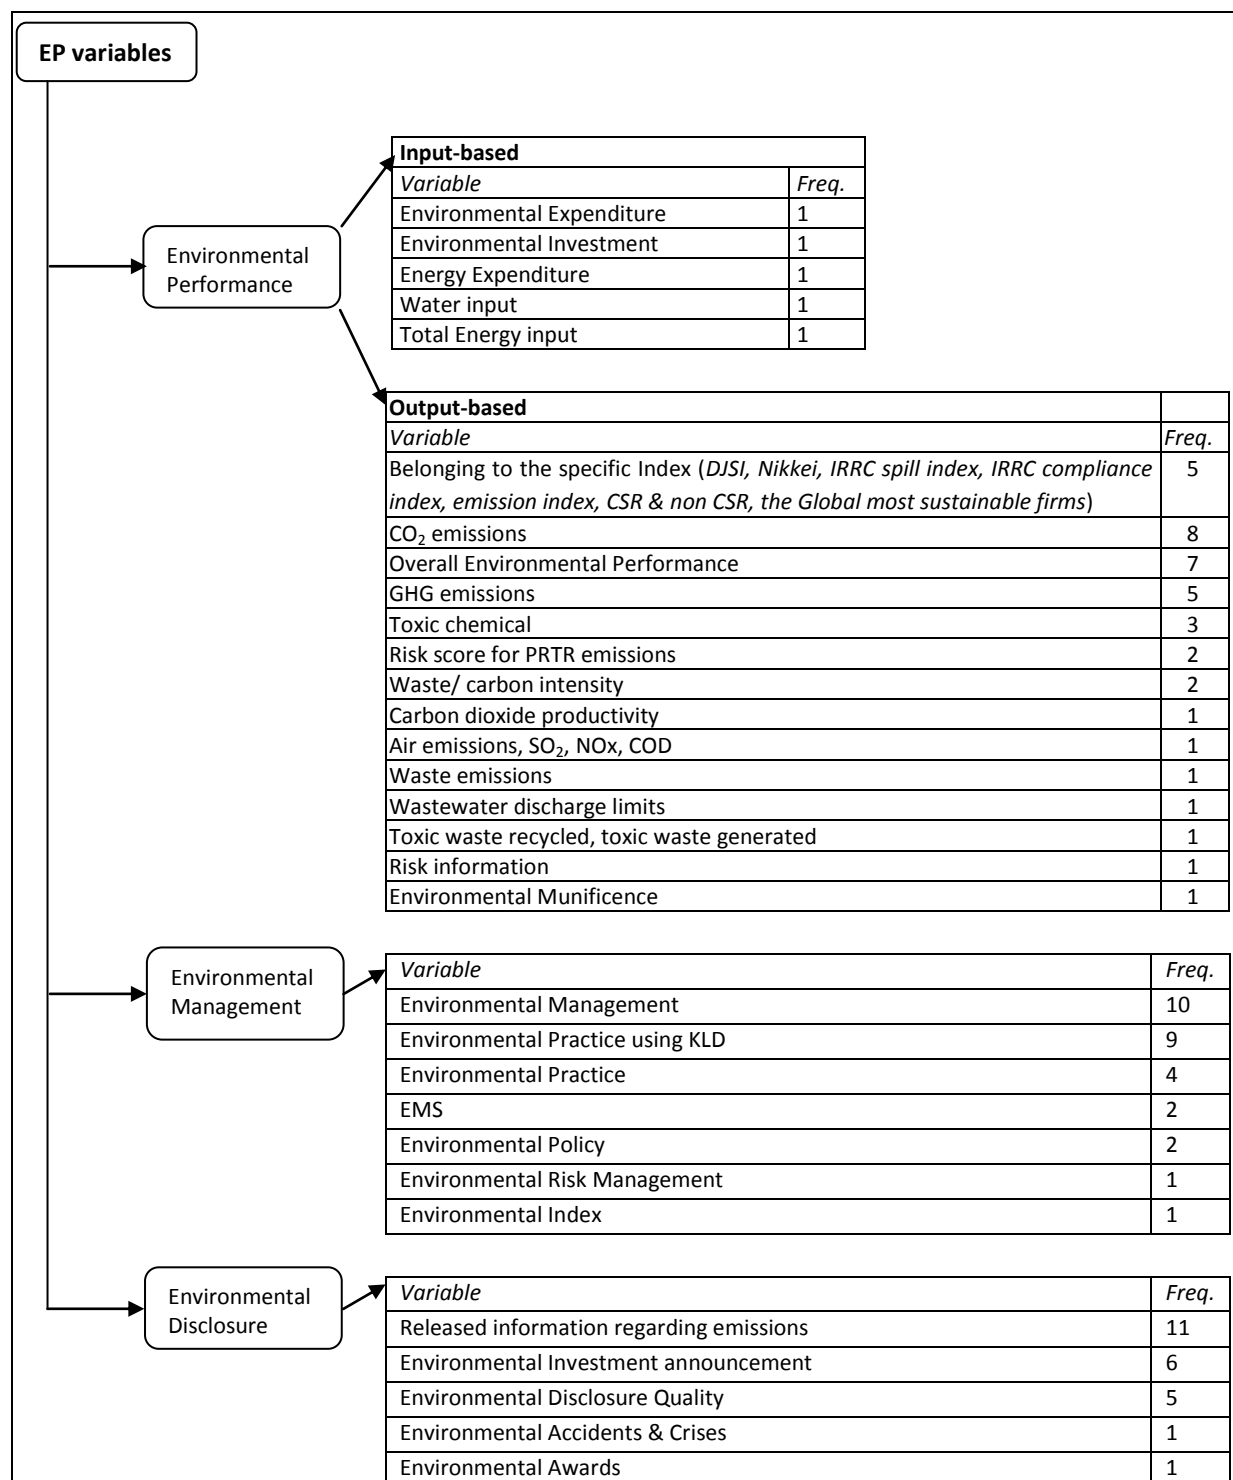 EP variables
Input-based
Variable Freq.
Environmental Expenditure 1
Environmental Investment 1
Energy Expenditure 1
Water input 1
Total Energy input 1
Environmental
Performance
Output-based
Variable Freq.
Belonging to the specific Index (DJSI, Nikkei, IRRC spill index, IRRC compliance 5
index, emission index, CSR & non CSR, the Global most sustainable firms)
CO₂ emissions 8
Overall Environmental Performance 7
GHG emissions 5
Toxic chemical 3
Risk score for PRTR emissions 2
Waste/ carbon intensity 2
Carbon dioxide productivity 1
Air emissions, SO₂, NOx, COD 1
Waste emissions 1
Wastewater discharge limits 1
Toxic waste recycled, toxic waste generated 1
Risk information 1
Environmental Munificence 1
Environmental
Management
Variable Freq.
Environmental Management 10
Environmental Practice using KLD 9
Environmental Practice 4
EMS 2
Environmental Policy 2
Environmental Risk Management 1
Environmental Index 1
Environmental
Disclosure
Variable Freq.
Released information regarding emissions 11
Environmental Investment announcement 6
Environmental Disclosure Quality 5
Environmental Accidents & Crises 1
Environmental Awards 1